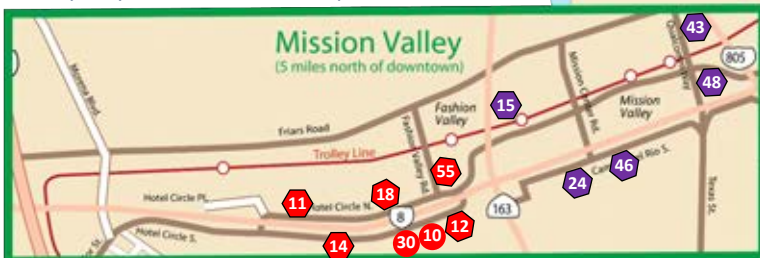 Mission Valley
(5 miles north of downtown)
43
805
48
15
Mission Center Rd.
Fashion
Valley
Mission
Valley
Morena Blvd.
Friars Road
Fashion Valley Rd.
Trolley Line
55
46
24
Texas St.
Hotel Circle Pl.
11
Hotel Circle N.
18
8
163
12
10
30
14
Hotel Circle S.